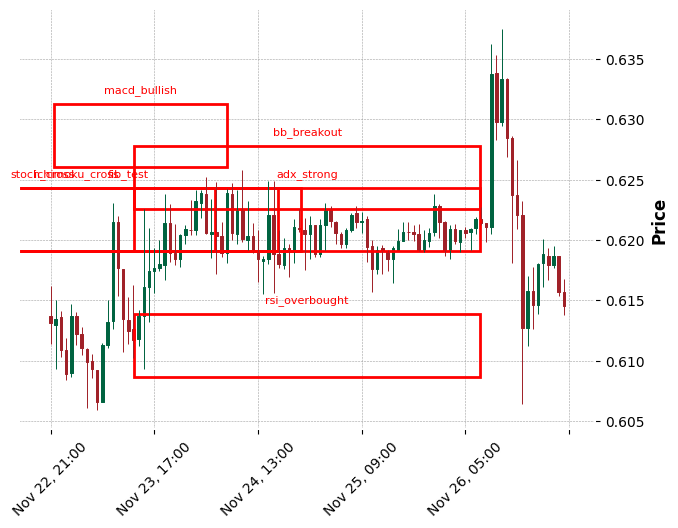 macd_bullish
bb_breakout
ichimoku_cross
fib_test
adx_strong
rsi_overbought
0.635
0.630
0.625
0.620
0.615
0.610
0.605
Price
Nov 22, 21:00
Nov 23, 17:00
Nov 24, 13:00
Nov 25, 09:00
Nov 26, 05:00